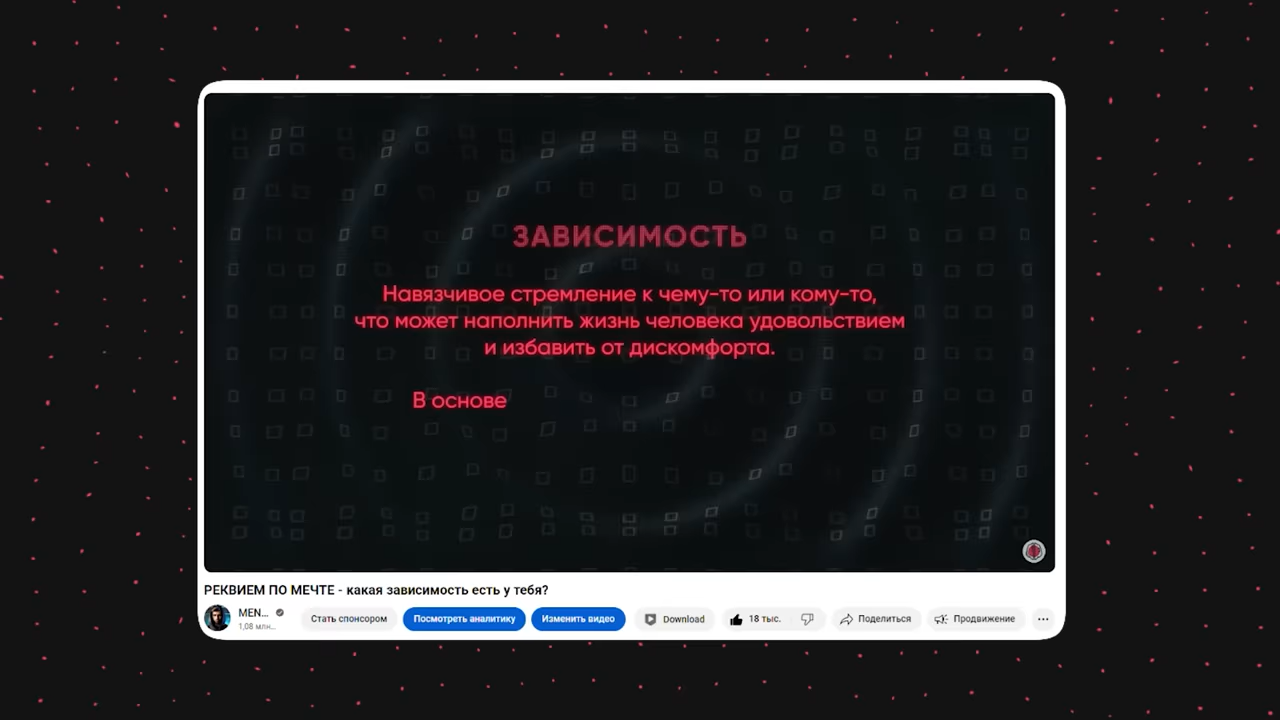 ЗАВИСИМОСТЬ
Навязчивое стремление к чему-то или кому-то,
что может наполнить жизнь человека удовольствием
и избавить от дискомфорта.
В основе
РЕКВИЕМ ПО МЕЧТЕ - какая зависимость есть у тебя?
MEN...
1,08 млн...
Стать спонсором
Посмотреть аналитику
Изменить видео
Download
18 тыс.
Поделиться
Продвижение